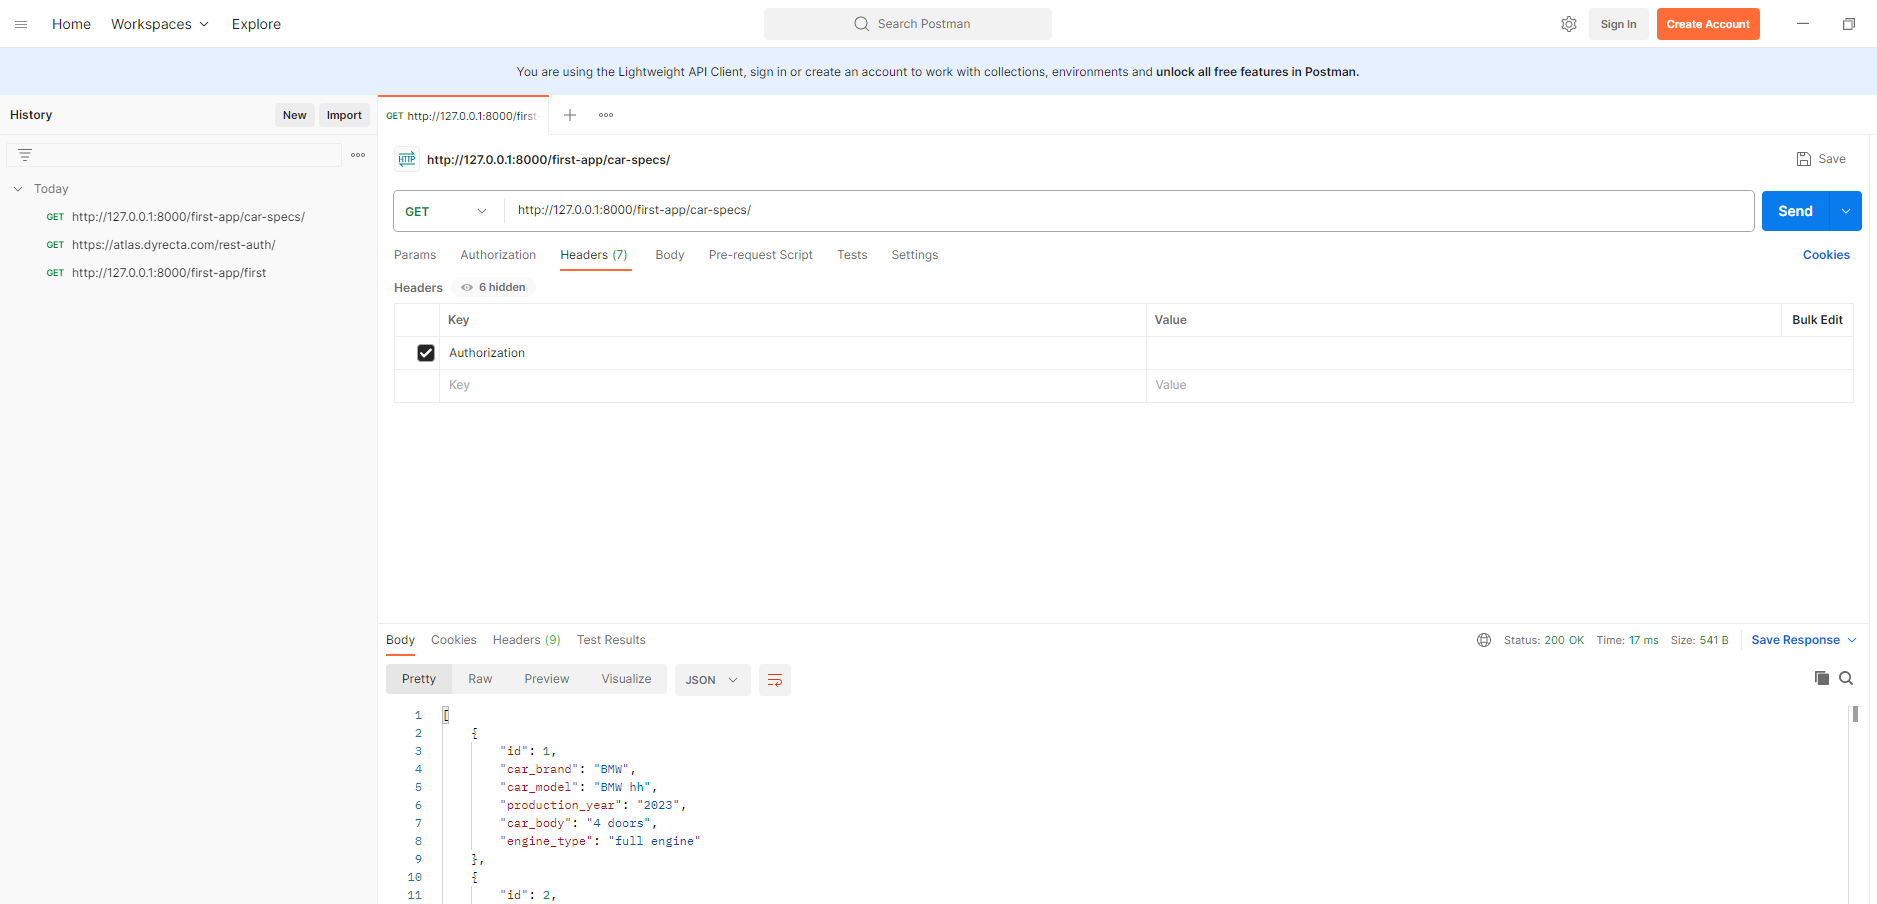 Home Workspaces Explore Search Postman Sign In Create Account
You are using the Lightweight API Client, sign in or create an account to work with collections, environments and unlock all free features in Postman.
History New Import
Today
GET http://127.0.0.1:8000/first-app/car-specs/
GET https://atlas.dyrecta.com/rest-auth/
GET http://127.0.0.1:8000/first-app/first
GET http://127.0.0.1:8000/first
HTTP http://127.0.0.1:8000/first-app/car-specs/ Save
GET http://127.0.0.1:8000/first-app/car-specs/ Send
Params Authorization Headers (7) Body Pre-request Script Tests Settings Cookies
Headers 6 hidden
Key Value Bulk Edit
Authorization
Key Value
Body Cookies Headers (9) Test Results Status: 200 OK Time: 17 ms Size: 541 B Save Response
Pretty Raw Preview Visualize JSON
1 [
2 {
3 "id": 1,
4 "car_brand": "BMW",
5 "car_model": "BMW hh",
6 "production_year": "2023",
7 "car_body": "4 doors",
8 "engine_type": "full engine"
9 },
10 {
11 "id": 2,